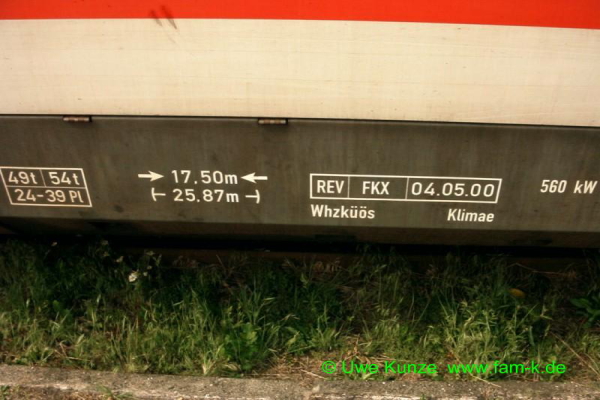 49t 54t
24-39 Pl
17,50m
25.87m
REV FKX 04.05.00
Whzküös Klimae
560 kW
© Uwe Kunze www.fam-k.de